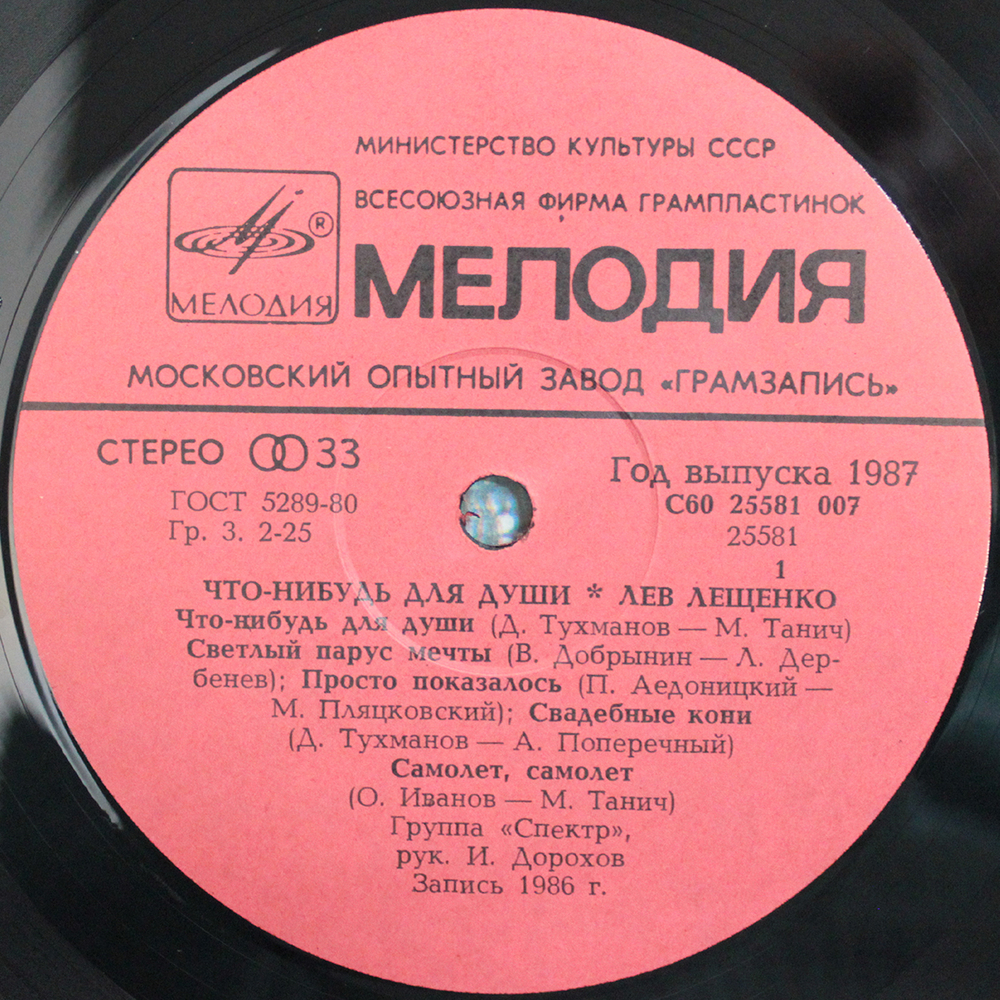 МИНИСТЕРСТВО КУЛЬТУРЫ СССР
ВСЕСОЮЗНАЯ ФИРМА ГРАМПЛАСТИНОК
®
МЕЛОДИЯ
МЕЛОДИЯ
МОСКОВСКИЙ ОПЫТНЫЙ ЗАВОД «ГРАМЗАПИСЬ»
СТЕРЕО 33
ГОСТ 5289-80
Гр. 3. 2-25
Год выпуска 1987
С60 25581 007
25581
1
ЧТО-НИБУДЬ ДЛЯ ДУШИ * ЛЕВ ЛЕЩЕНКО
Что-нибудь для души (Д. Тухманов — М. Танич)
Светлый парус мечты (В. Добрынин — Л. Дер-
бенев); Просто показалось (П. Аедоницкий —
М. Пляцковский); Свадебные кони
(Д. Тухманов — А. Поперечный)
Самолет, самолет
(О. Иванов — М. Танич)
Группа «Спектр»,
рук. И. Дорохов
Запись 1986 г.